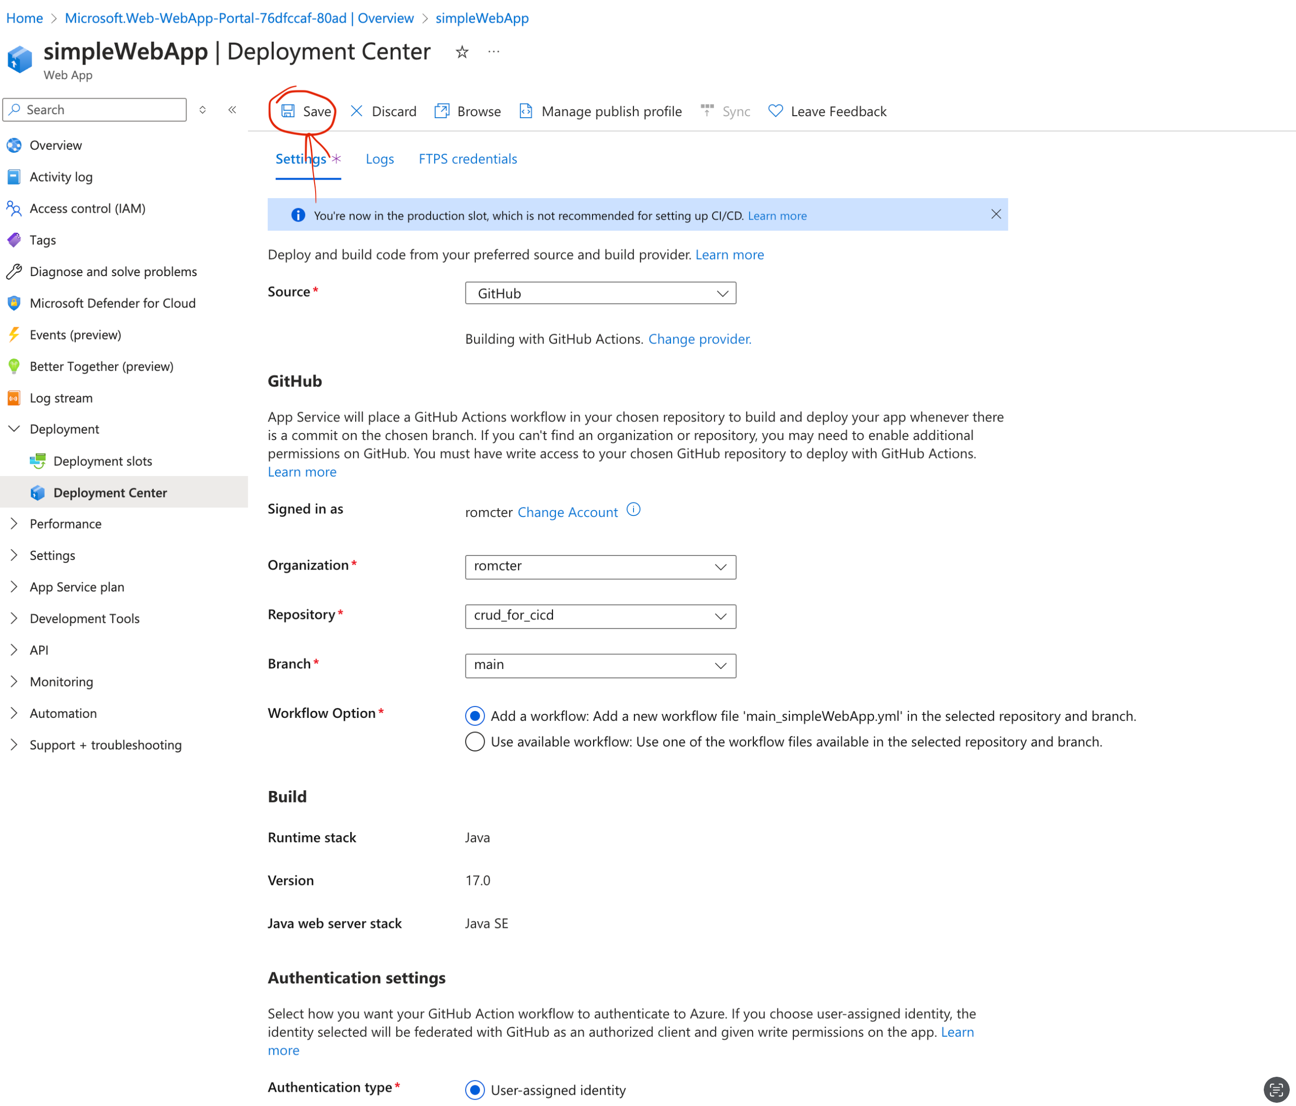 Home > Microsoft.Web-WebApp-Portal-76dfccaf-80ad | Overview > simpleWebApp
simpleWebApp | Deployment Center
Web App
Search
Save Discard Browse Manage publish profile Sync Leave Feedback
Overview
Activity log
Access control (IAM)
Tags
Diagnose and solve problems
Microsoft Defender for Cloud
Events (preview)
Better Together (preview)
Log stream
Deployment
Deployment slots
Deployment Center
Performance
Settings
App Service plan
Development Tools
API
Monitoring
Automation
Support + troubleshooting
Settings * Logs FTPS credentials
You're now in the production slot, which is not recommended for setting up CI/CD. Learn more
Deploy and build code from your preferred source and build provider. Learn more
Source* GitHub
Building with GitHub Actions. Change provider.
GitHub
App Service will place a GitHub Actions workflow in your chosen repository to build and deploy your app whenever there
is a commit on the chosen branch. If you can't find an organization or repository, you may need to enable additional
permissions on GitHub. You must have write access to your chosen GitHub repository to deploy with GitHub Actions.
Learn more
Signed in as romcter Change Account
Organization* romcter
Repository* crud_for_cicd
Branch* main
Workflow Option* Add a workflow: Add a new workflow file 'main_simpleWebApp.yml' in the selected repository and branch.
Use available workflow: Use one of the workflow files available in the selected repository and branch.
Build
Runtime stack Java
Version 17.0
Java web server stack Java SE
Authentication settings
Select how you want your GitHub Action workflow to authenticate to Azure. If you choose user-assigned identity, the
identity selected will be federated with GitHub as an authorized client and given write permissions on the app. Learn
more
Authentication type* User-assigned identity